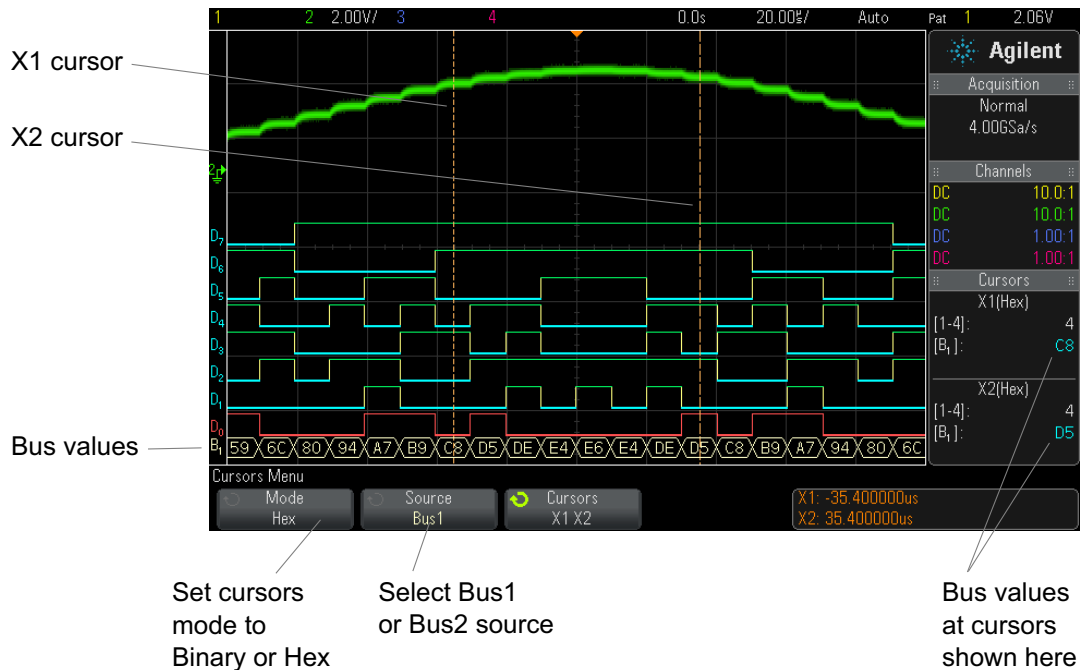 1 2 2.00V/ 3 4 0.0s 20.00µ/ Auto Pat 1 2.06V
X1 cursor
X2 cursor
Bus values
2
D7
D6
D5
D4
D3
D2
D1
D0
B1 59 6C 80 94 A7 B9 C8 D5 DE E4 E6 E4 DE D5 C8 B9 A7 94 80 6C
Agilent
Acquisition
Normal
4.00GSa/s
Channels
DC 10.0:1
DC 10.0:1
DC 1.00:1
DC 1.00:1
Cursors
X1(Hex)
[1-4]: 4
[B1]: C8
X2(Hex)
[1-4]: 4
[B1]: D5
Cursors Menu
Mode
Hex
Source
Bus1
Cursors
X1 X2
X1: -35.400000us
X2: 35.400000us
Set cursors
mode to
Binary or Hex
Select Bus1
or Bus2 source
Bus values
at cursors
shown here